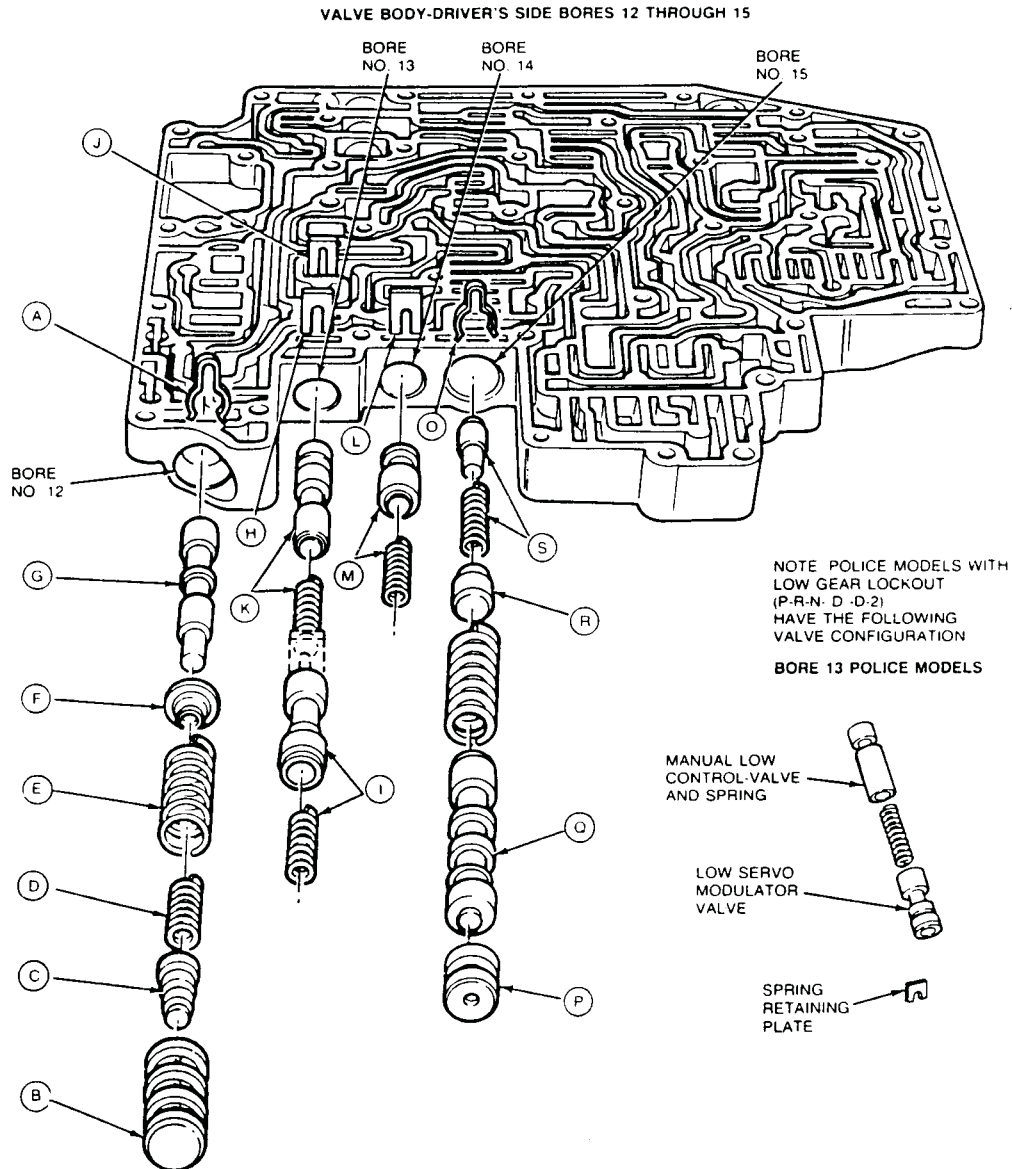 VALVE BODY-DRIVER'S SIDE BORES 12 THROUGH 15
BORE
NO. 13
BORE
NO. 14
BORE
NO. 15
J
A
BORE
NO. 12
H
L
O
G
K
M
S
R
F
E
I
D
Q
C
P
B
NOTE POLICE MODELS WITH
LOW GEAR LOCKOUT
(P-R-N- D -D-2)
HAVE THE FOLLOWING
VALVE CONFIGURATION
BORE 13 POLICE MODELS
MANUAL LOW
CONTROL-VALVE
AND SPRING
LOW SERVO
MODULATOR
VALVE
SPRING
RETAINING
PLATE